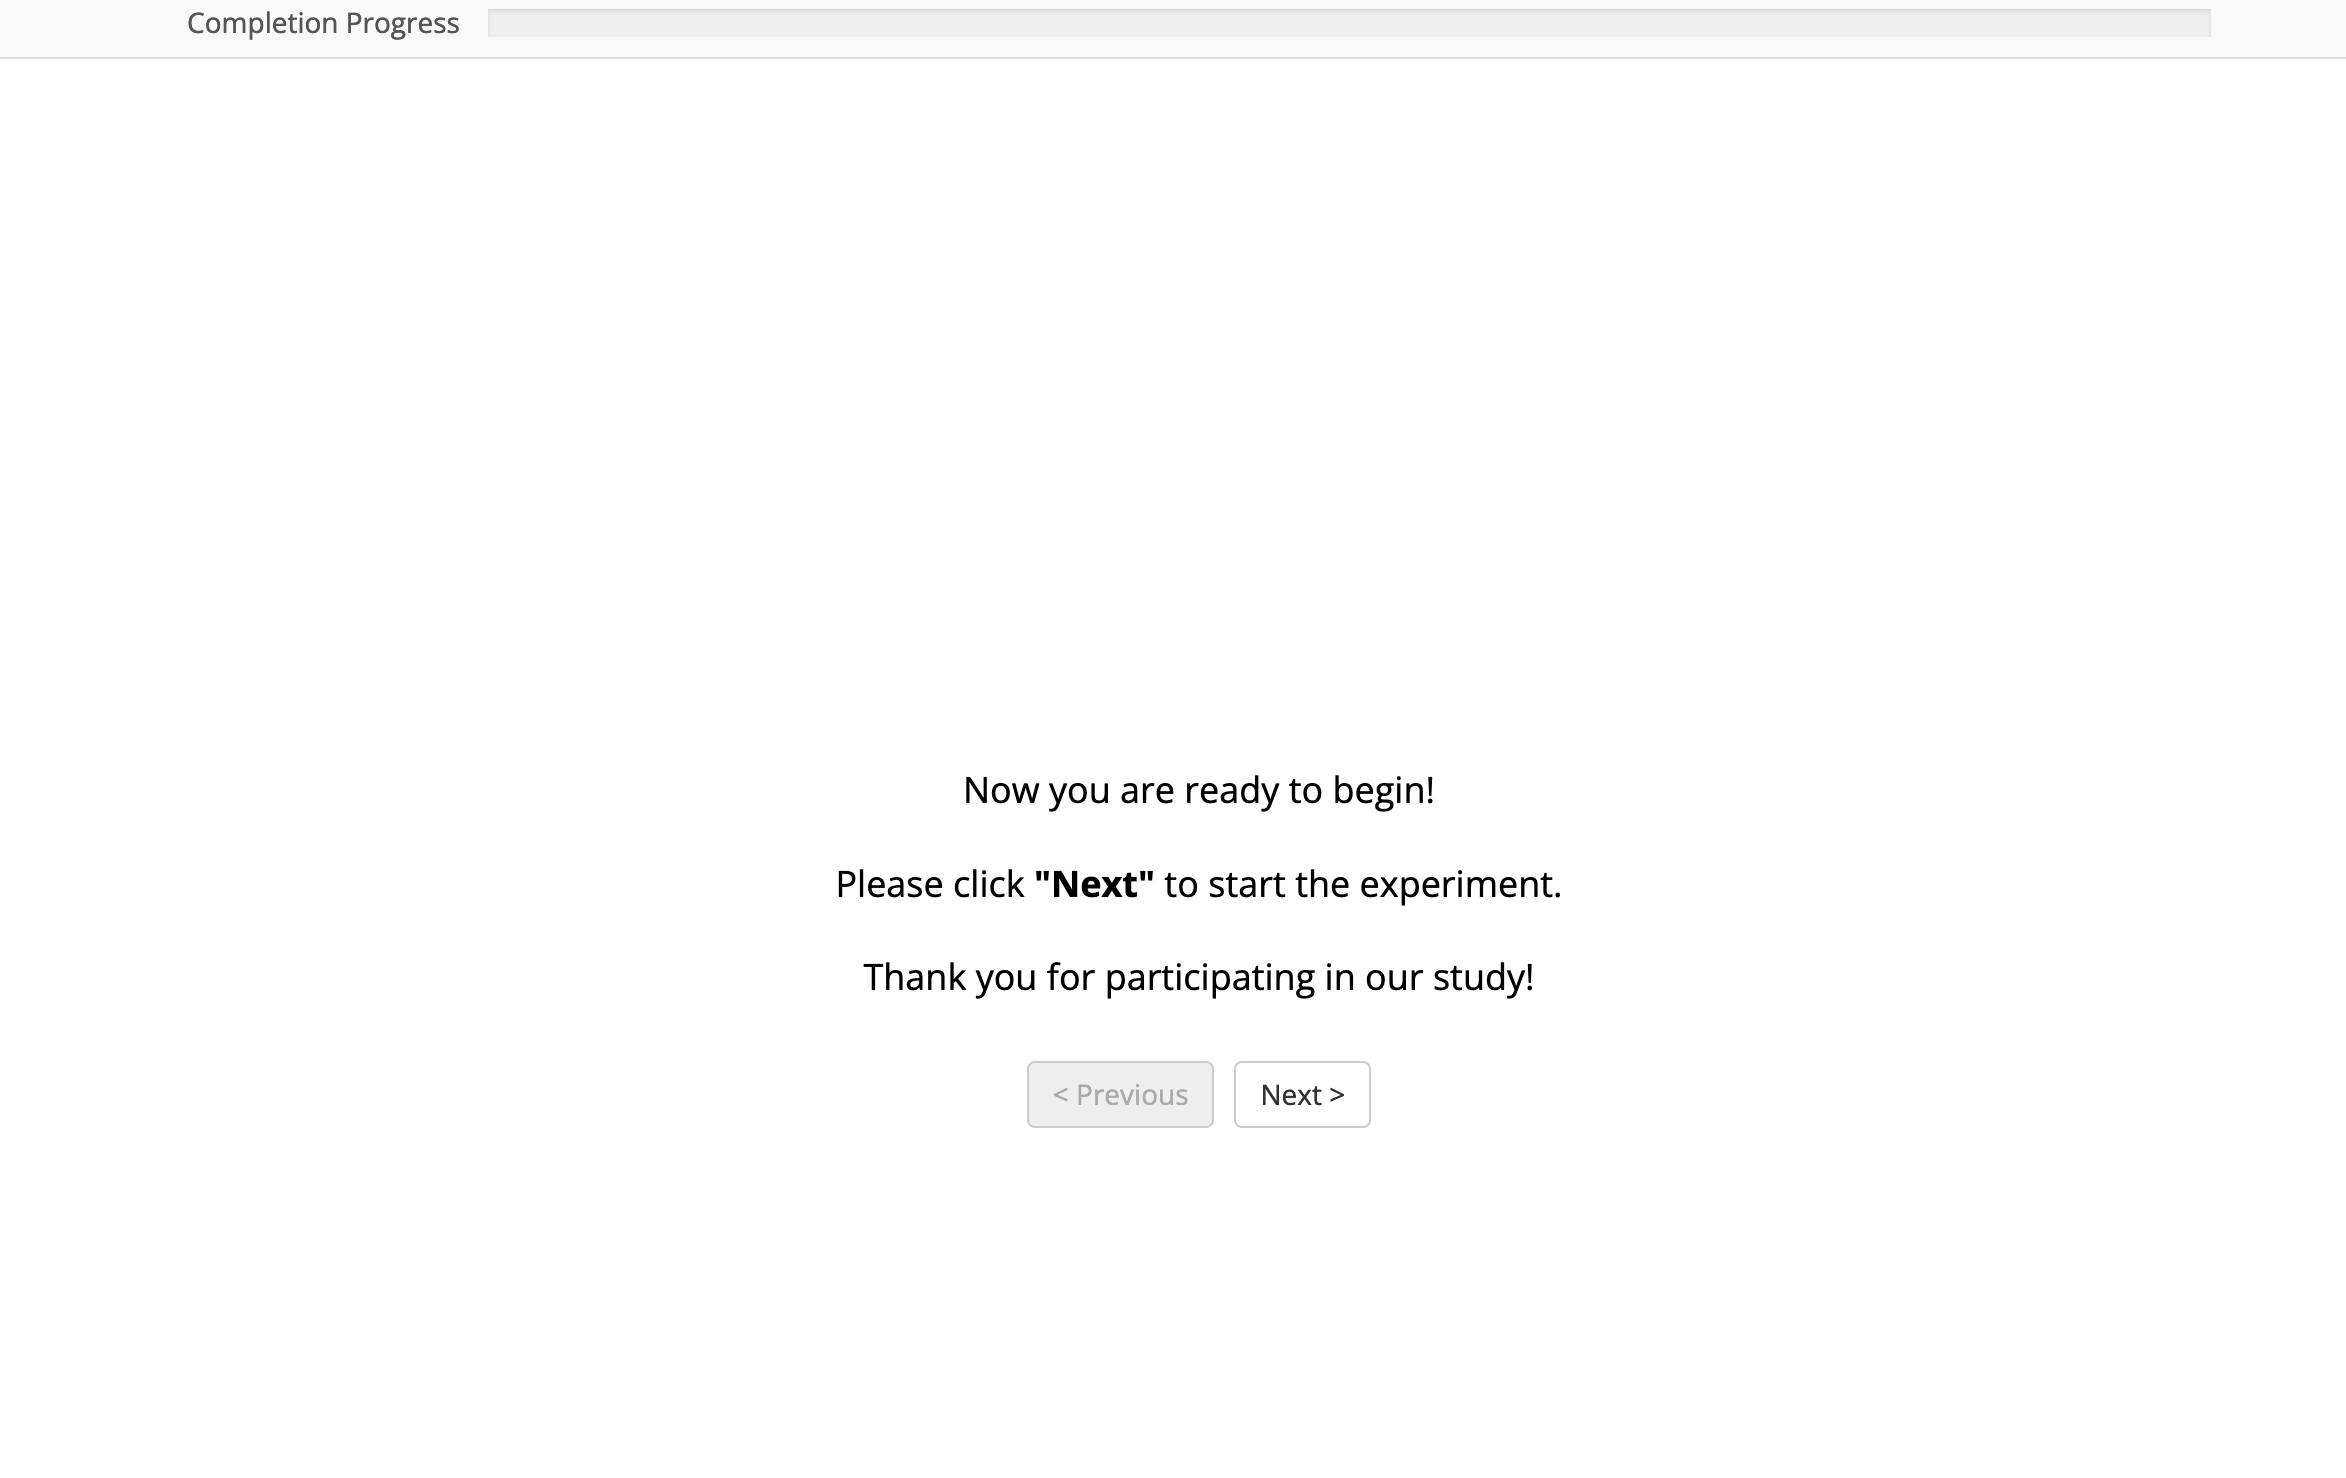 Completion Progress
Now you are ready to begin!
Please click "Next" to start the experiment.
Thank you for participating in our study!
< Previous
Next >